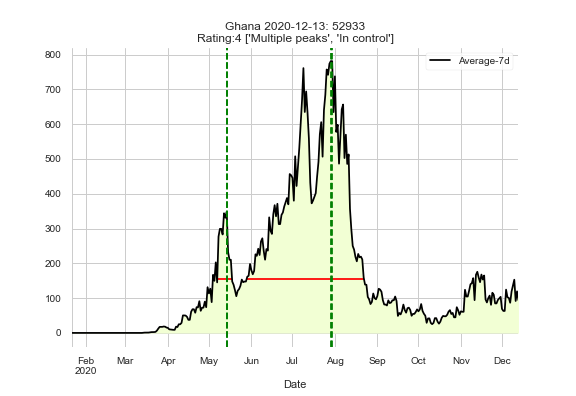 Ghana 2020-12-13: 52933
Rating:4 ['Multiple peaks', 'In control']
Average-7d
800
700
600
500
400
300
200
100
0
Feb Mar Apr May Jun Jul Aug Sep Oct Nov Dec
2020
Date